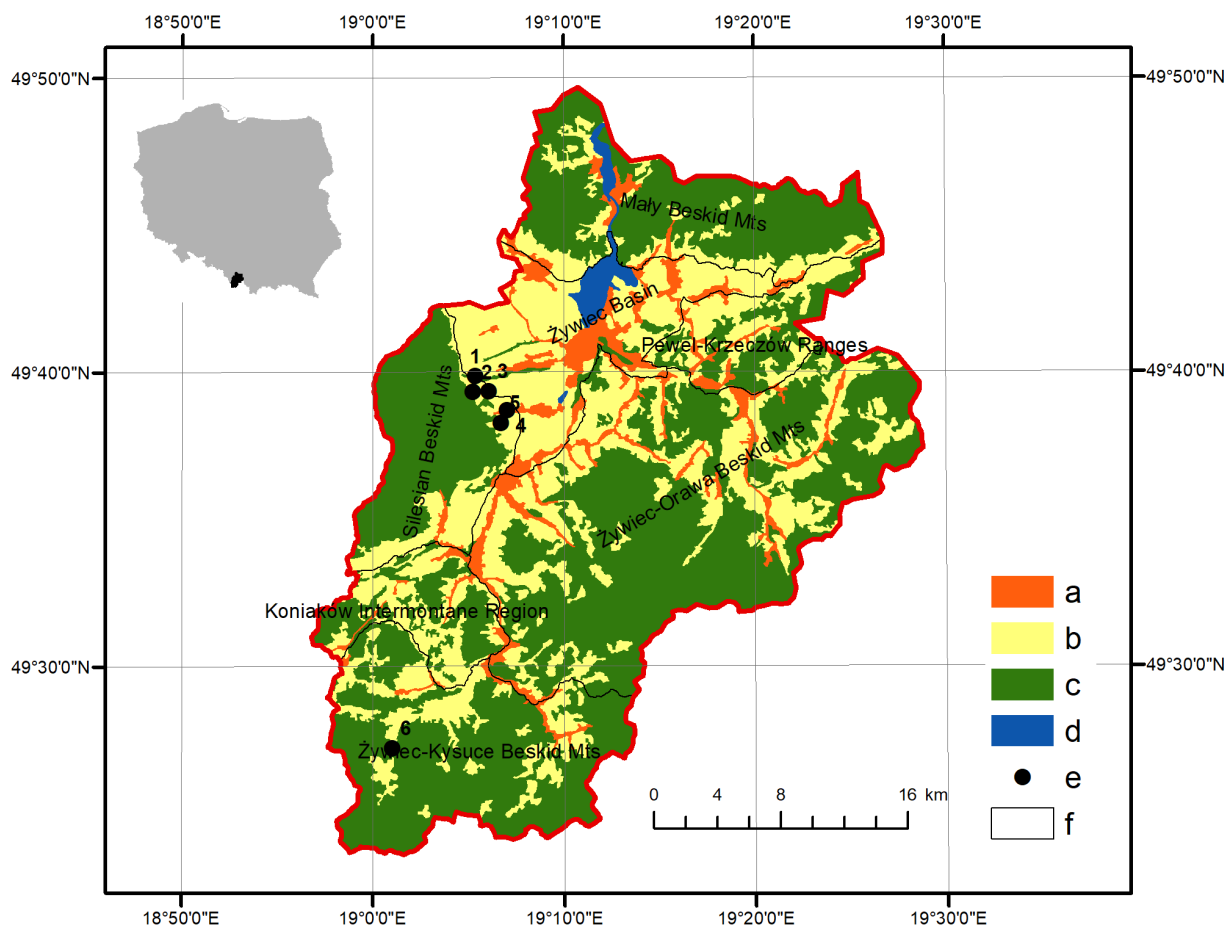 18°50'0"E 19°0'0"E 19°10'0"E 19°20'0"E 19°30'0"E
49°50'0"N 49°50'0"N
Mały Beskid Mts
Żywiec Basin
Pewel-Krzeczów Ranges
1
49°40'0"N 2 3 49°40'0"N
5
4
Silesian Beskid Mts
Żywiec-Orawa Beskid Mts
a
Koniaków Intermontane Region
b
49°30'0"N 49°30'0"N
c
6
d
Żywiec-Kysuce Beskid Mts
e
0 4 8 16 km
f
18°50'0"E 19°0'0"E 19°10'0"E 19°20'0"E 19°30'0"E